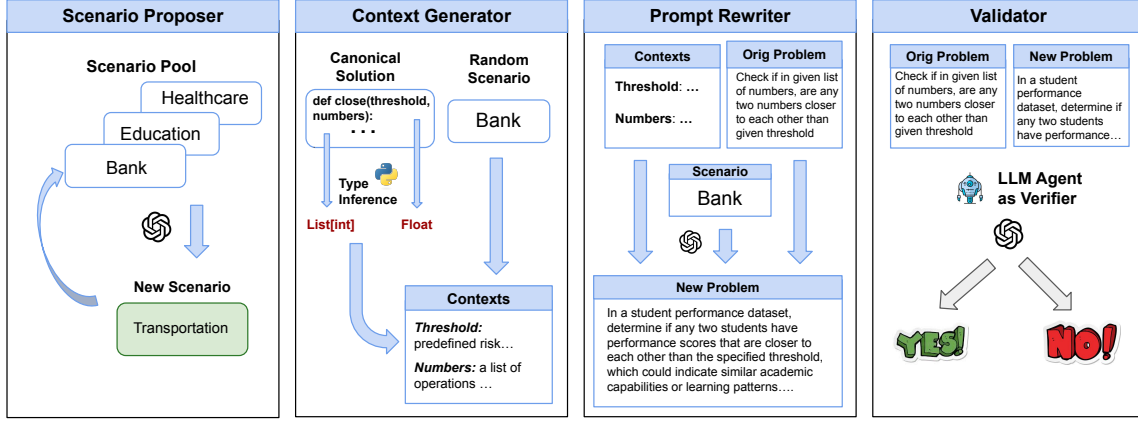 Scenario Proposer
Scenario Pool
Healthcare
Education
Bank
New Scenario
Transportation
Context Generator
Canonical
Solution
Random
Scenario
def close(threshold,
numbers):
. . .
Bank
Type
Inference
List[int]
Float
Contexts
Threshold:
predefined risk…
Numbers: a list of
operations …
Prompt Rewriter
Contexts
Threshold: …
Numbers: …
Orig Problem
Check if in given list
of numbers, are any
two numbers closer
to each other than
given threshold
Scenario
Bank
New Problem
In a student performance dataset,
determine if any two students have
performance scores that are closer to
each other than the specified threshold,
which could indicate similar academic
capabilities or learning patterns….
Validator
Orig Problem
Check if in given list
of numbers, are any
two numbers closer
to each other than
given threshold
New Problem
In a student
performance
dataset, determine if
any two students
have performance…
LLM Agent
as Verifier
YES!
NO!